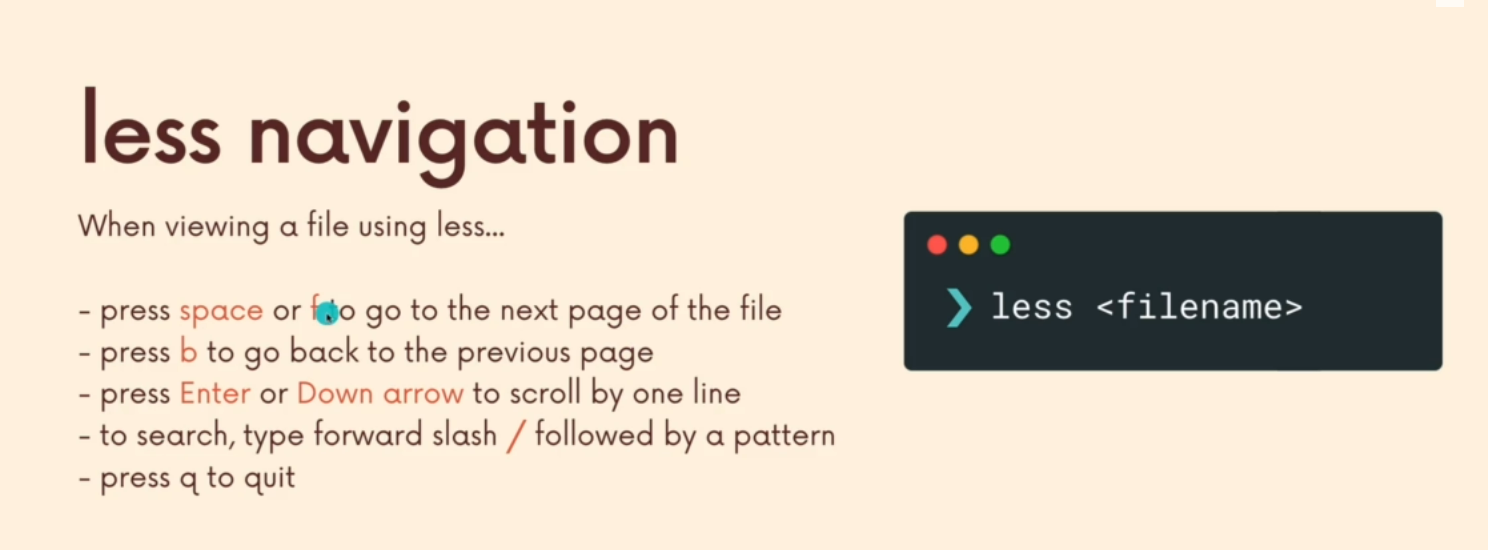 less navigation
When viewing a file using less...
- press space or f to go to the next page of the file
- press b to go back to the previous page
- press Enter or Down arrow to scroll by one line
- to search, type forward slash / followed by a pattern
- press q to quit
❯ less <filename>